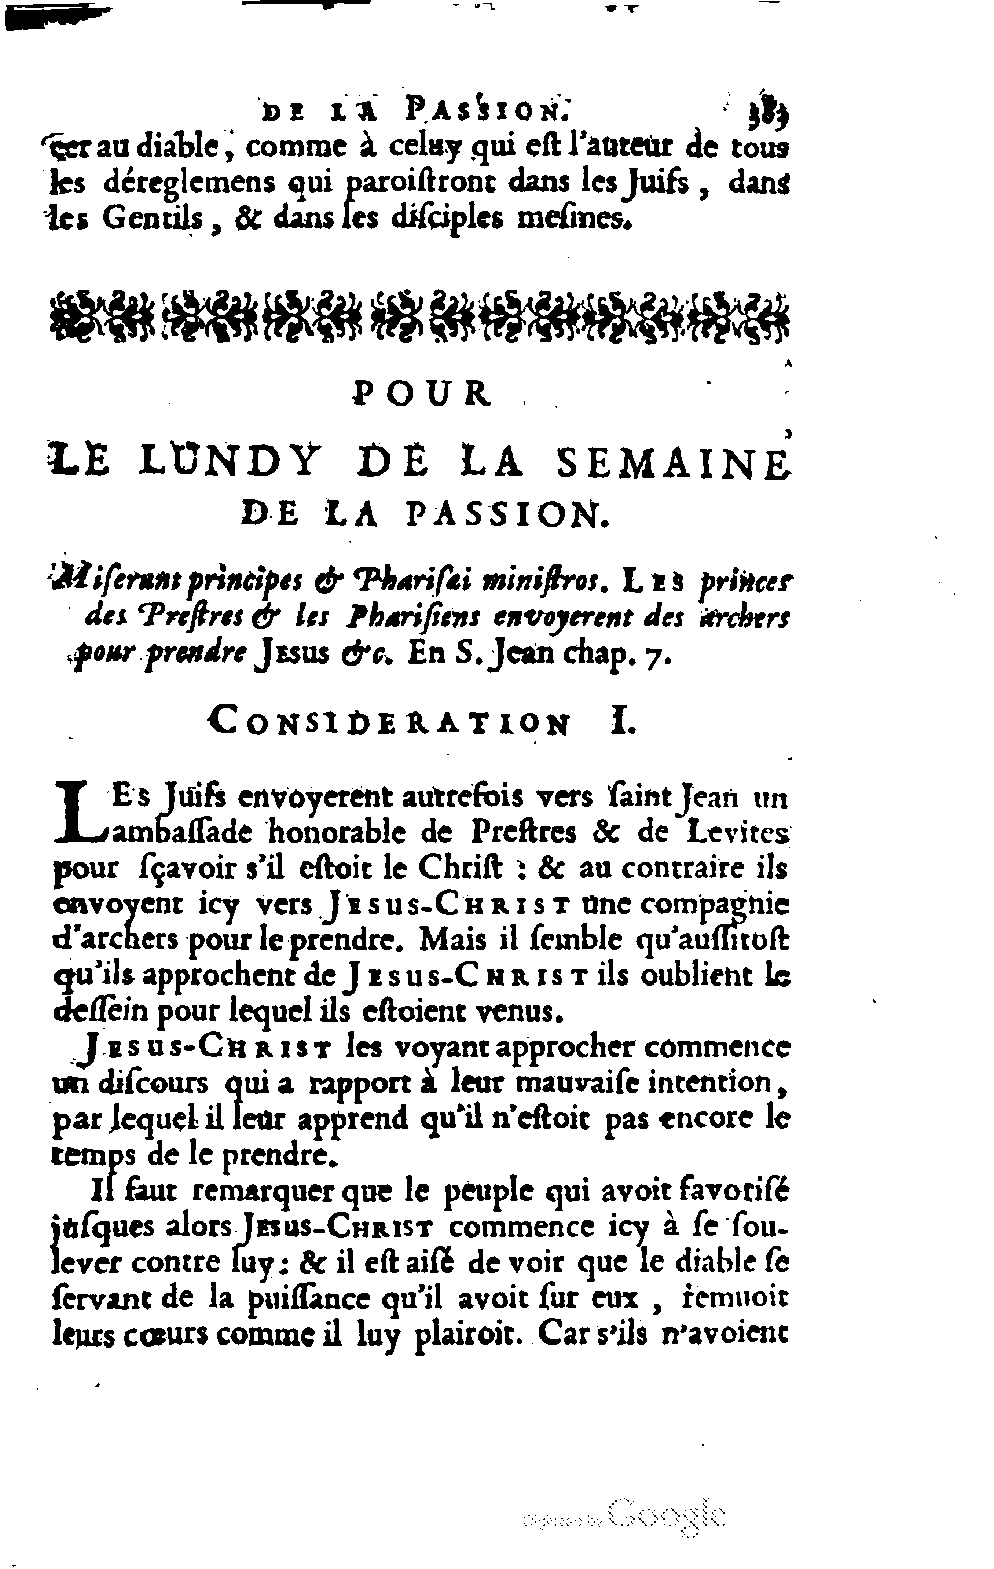 DE LA PASSION. 383
cer au diable, comme à celuy qui est l'auteur de tous
les déreglemens qui paroistront dans les Juifs, dans
les Gentils, & dans les disciples mesmes.
POUR
LE LUNDY DE LA SEMAINE
DE LA PASSION.
Miserunt principes & Pharisæi ministros. LES princes
des Prestres & les Pharisiens envoyerent des archers
pour prendre JESUS &c. En S. Jean chap. 7.
CONSIDERATION I.
LES Juifs envoyerent autrefois vers saint Jean un
ambassade honorable de Prestres & de Levites
pour sçavoir s'il estoit le Christ : & au contraire ils
envoyent icy vers JESUS-CHRIST une compagnie
d'archers pour le prendre. Mais il semble qu'aussitost
qu'ils approchent de JESUS-CHRIST ils oublient le
dessein pour lequel ils estoient venus.
JESUS-CHRIST les voyant approcher commence
un discours qui a rapport à leur mauvaise intention,
par lequel il leur apprend qu'il n'estoit pas encore le
temps de le prendre.
Il faut remarquer que le peuple qui avoit favorisé
jusques alors JESUS-CHRIST commence icy à se sou-
lever contre luy : & il est aisé de voir que le diable se
servant de la puissance qu'il avoit sur eux, remuoit
leurs cœurs comme il luy plairoit. Car s'ils n'avoient
Digitized by Google